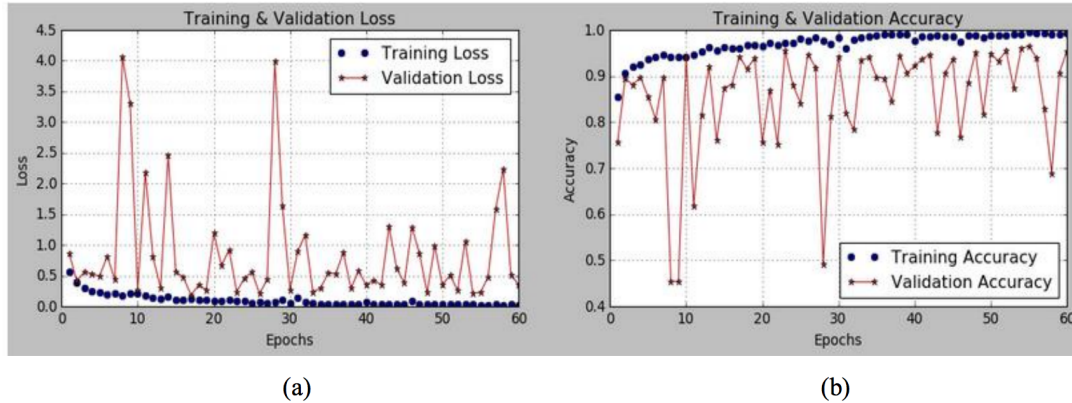 Training & Validation Loss
4.5
4.0
3.5
3.0
2.5
2.0
1.5
1.0
0.5
0.0
Loss
Training Loss
Validation Loss
0 10 20 30 40 50 60
Epochs
(a)
Training & Validation Accuracy
1.0
0.9
0.8
0.7
0.6
0.5
0.4
Accuracy
Training Accuracy
Validation Accuracy
0 10 20 30 40 50 60
Epochs
(b)